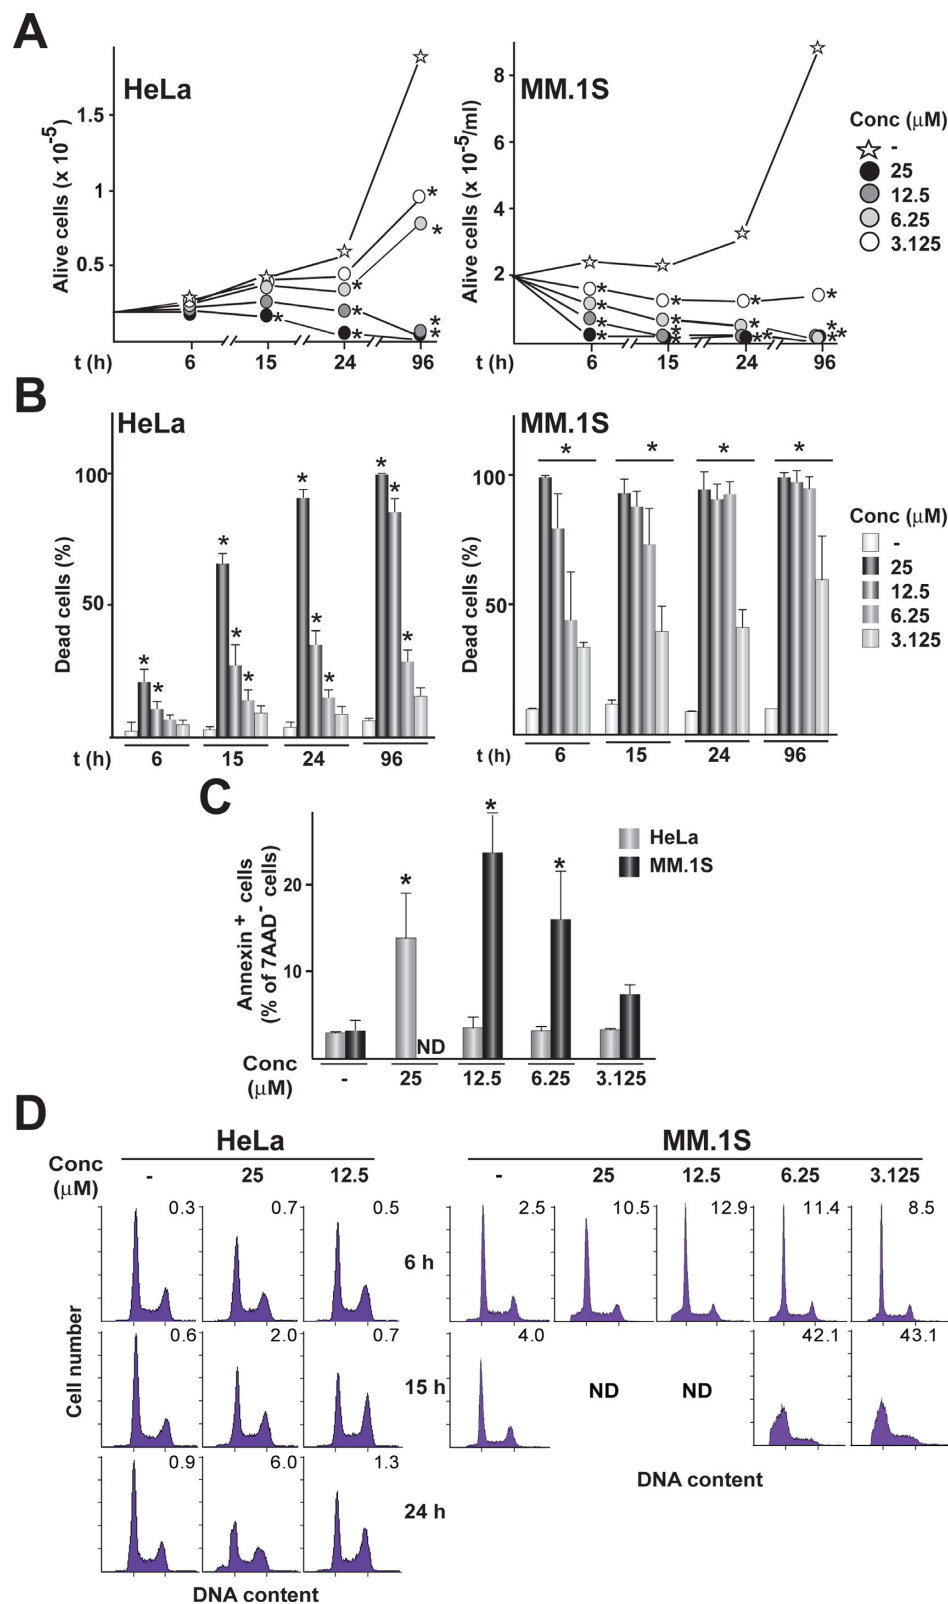 A
HeLa
MM.1S
Alive cells (x 10-5)
1.5
1
0.5
t (h) 6 15 24 96
Alive cells (x 10-5/ml)
8
6
4
2
t (h) 6 15 24 96
Conc (µM)
-
25
12.5
6.25
3.125
* * * * * * * *
* * * * * * * * * * * * * * *
B
HeLa
MM.1S
Dead cells (%)
100
50
* * * * * * * * * * *
t (h) 6 15 24 96
Dead cells (%)
100
50
* * * *
t (h) 6 15 24 96
Conc (µM)
-
25
12.5
6.25
3.125
C
Annexin+ cells
(% of 7AAD- cells)
20
10
* * *
HeLa
MM.1S
ND
Conc
(µM)
- 25 12.5 6.25 3.125
D
HeLa
MM.1S
Conc
(µM)
- 25 12.5
- 25 12.5 6.25 3.125
0.3 0.7 0.5 6 h 2.5 10.5 12.9 11.4 8.5
0.6 2.0 0.7 15 h 4.0 ND ND 42.1 43.1
0.9 6.0 1.3 24 h
Cell number
DNA content
DNA content